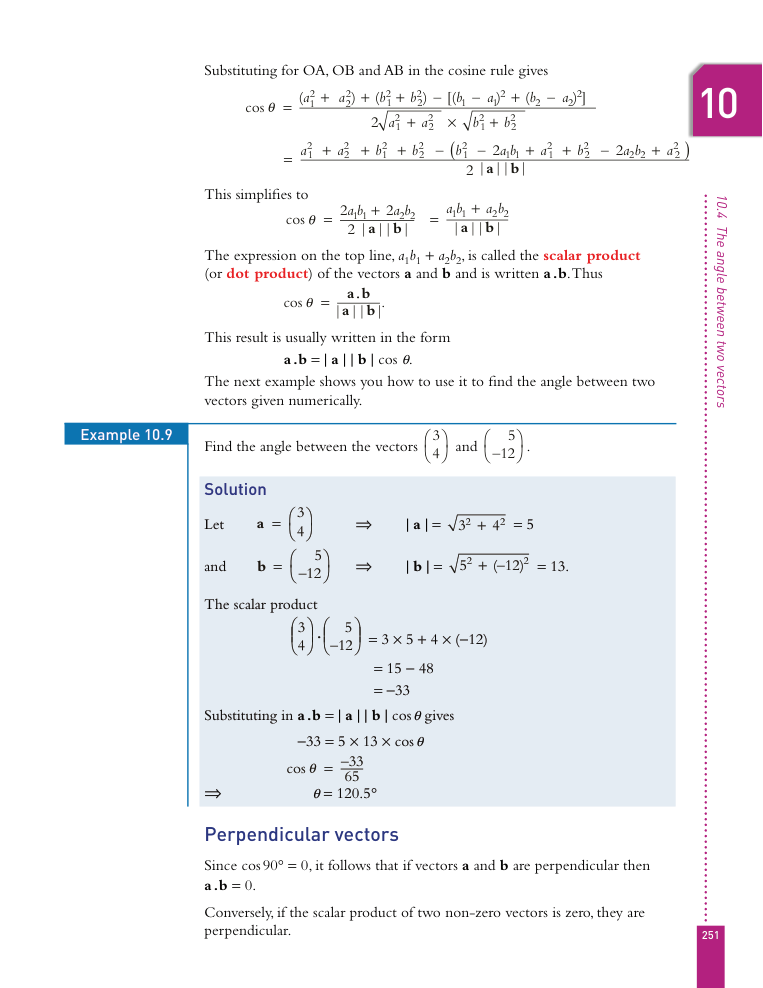 Substituting for OA, OB and AB in the cosine rule gives
cos θ = (a₁² + a₂²) + (b₁² + b₂²) − [(b₁ − a₁)² + (b₂ − a₂)²] / 2√(a₁² + a₂²) × √(b₁² + b₂²)
= a₁² + a₂² + b₁² + b₂² − (b₁² − 2a₁b₁ + a₁² + b₂² − 2a₂b₂ + a₂²) / 2 |a||b|
This simplifies to
cos θ = 2a₁b₁ + 2a₂b₂ / 2 |a||b| = a₁b₁ + a₂b₂ / |a||b|
The expression on the top line, a₁b₁ + a₂b₂, is called the scalar product
(or dot product) of the vectors a and b and is written a.b. Thus
cos θ = a.b / |a||b|.
This result is usually written in the form
a.b = |a||b| cos θ.
The next example shows you how to use it to find the angle between two
vectors given numerically.
Example 10.9
Find the angle between the vectors (3 4) and (5 −12).
Solution
Let a = (3 4) ⇒ |a| = √(3² + 4²) = 5
and b = (5 −12) ⇒ |b| = √(5² + (−12)²) = 13.
The scalar product
(3 4) · (5 −12) = 3 × 5 + 4 × (−12)
= 15 − 48
= −33
Substituting in a.b = |a||b| cos θ gives
−33 = 5 × 13 × cos θ
cos θ = −33 / 65
⇒ θ = 120.5°
Perpendicular vectors
Since cos 90° = 0, it follows that if vectors a and b are perpendicular then
a.b = 0.
Conversely, if the scalar product of two non-zero vectors is zero, they are
perpendicular.
10
10.4 The angle between two vectors
251